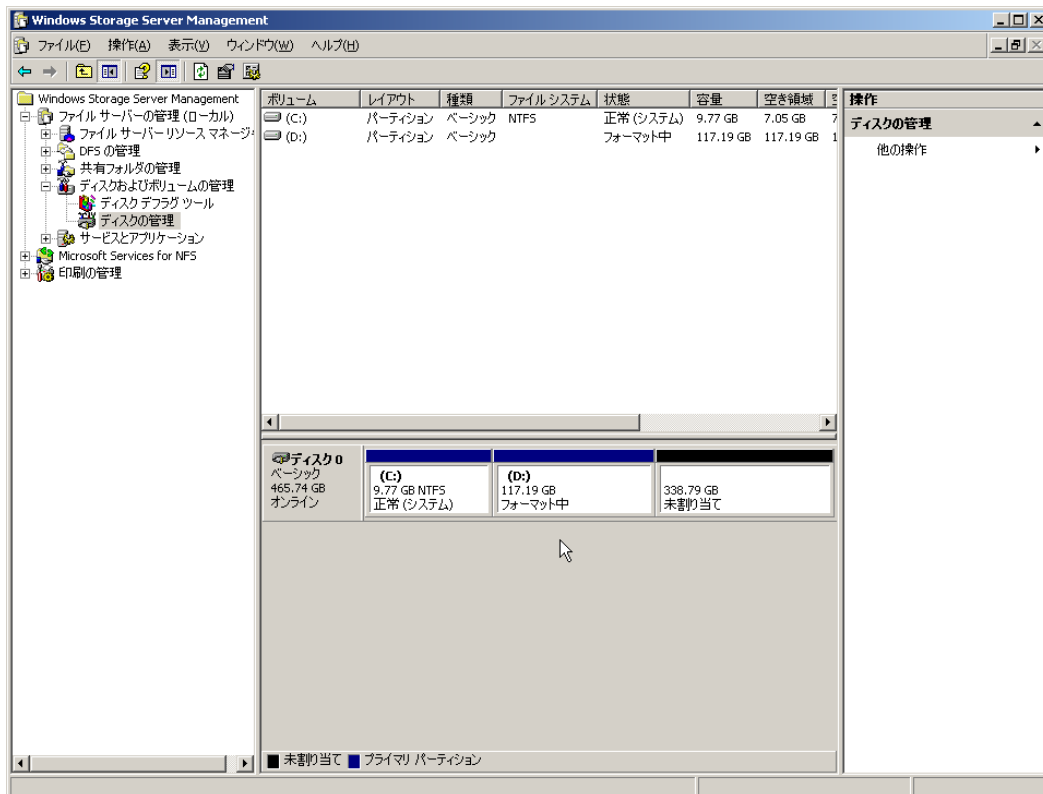 Windows Storage Server Management
ファイル(F) 操作(A) 表示(V) ウィンドウ(W) ヘルプ(H)
Windows Storage Server Management
ファイル サーバーの管理 (ローカル)
ファイル サーバー リソース マネージ
DFS の管理
共有フォルダの管理
ディスクおよびボリュームの管理
ディスク デフラグ ツール
ディスクの管理
サービスとアプリケーション
Microsoft Services for NFS
印刷の管理
ボリューム レイアウト 種類 ファイル システム 状態 容量 空き領域
(C:) パーティション ベーシック NTFS 正常 (システム) 9.77 GB 7.05 GB 7
(D:) パーティション ベーシック フォーマット中 117.19 GB 117.19 GB 1
ディスク 0
ベーシック
465.74 GB
オンライン
(C:)
9.77 GB NTFS
正常 (システム)
(D:)
117.19 GB
フォーマット中
338.79 GB
未割り当て
未割り当て プライマリ パーティション
操作
ディスクの管理
他の操作